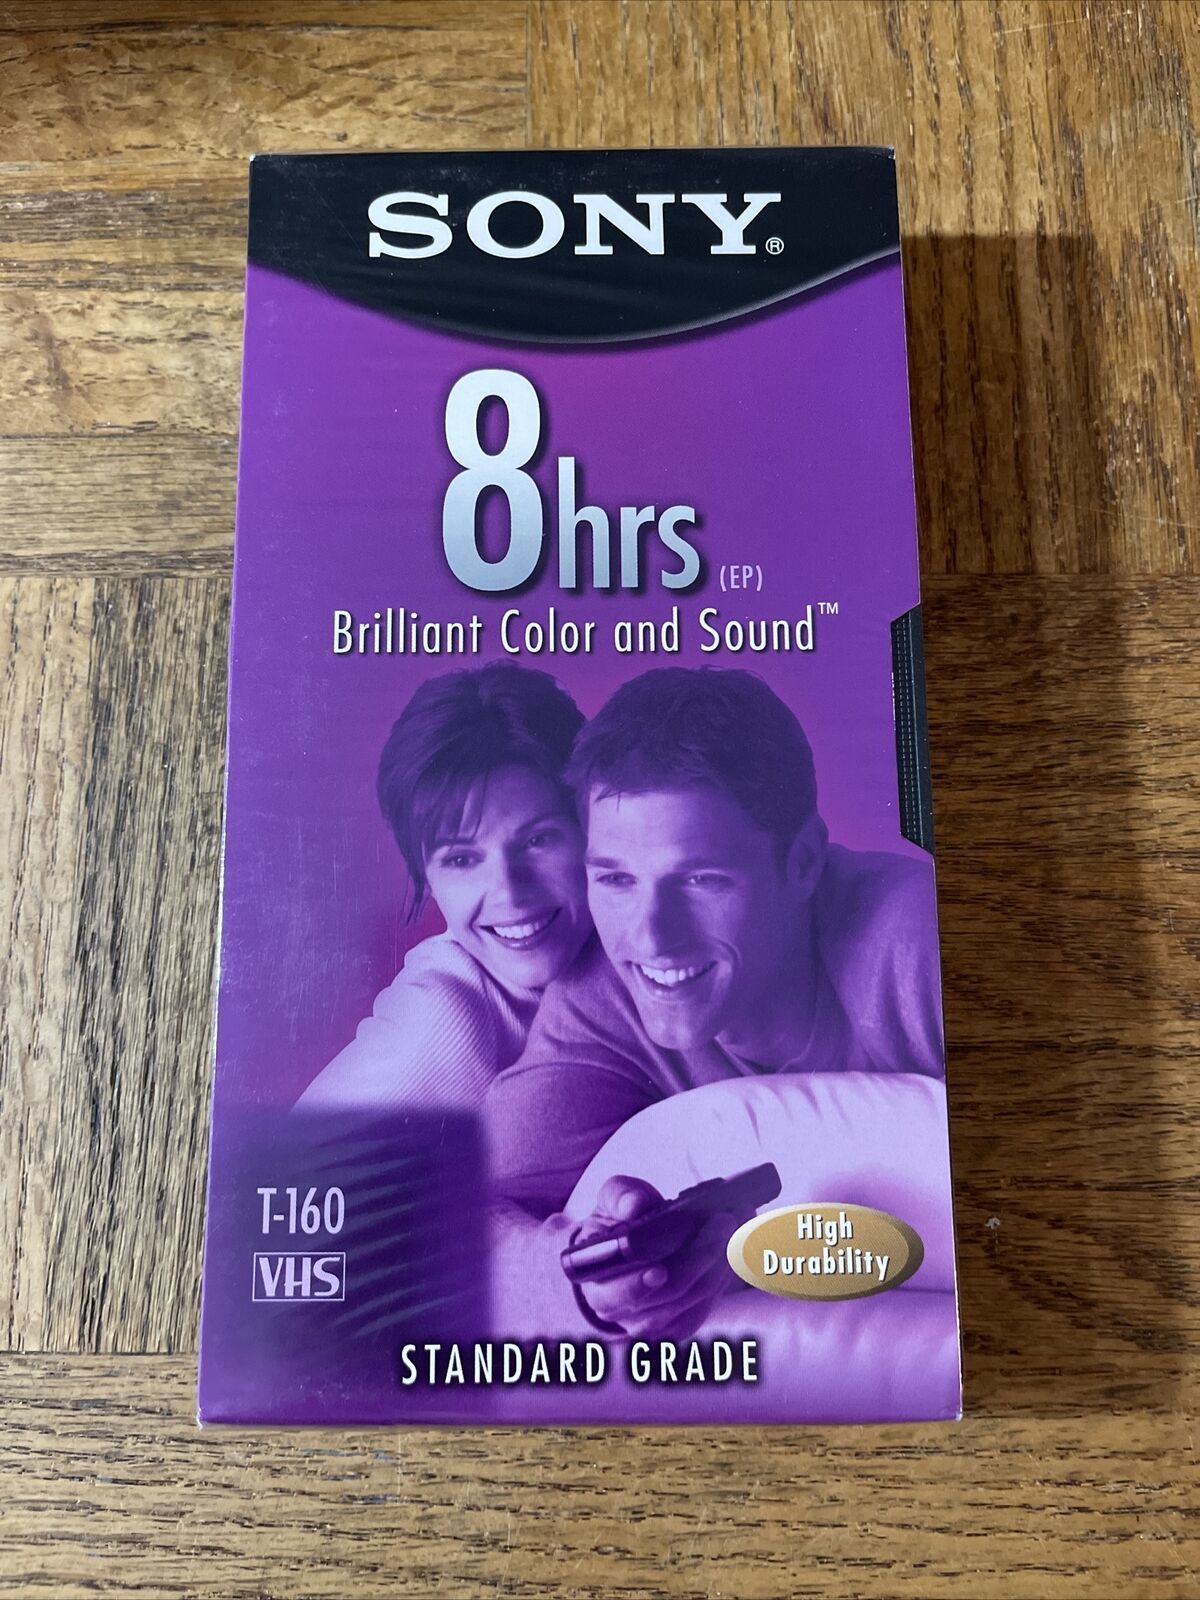 SONY®
8hrs (EP)
Brilliant Color and Sound™
T-160
VHS
High
Durability
STANDARD GRADE